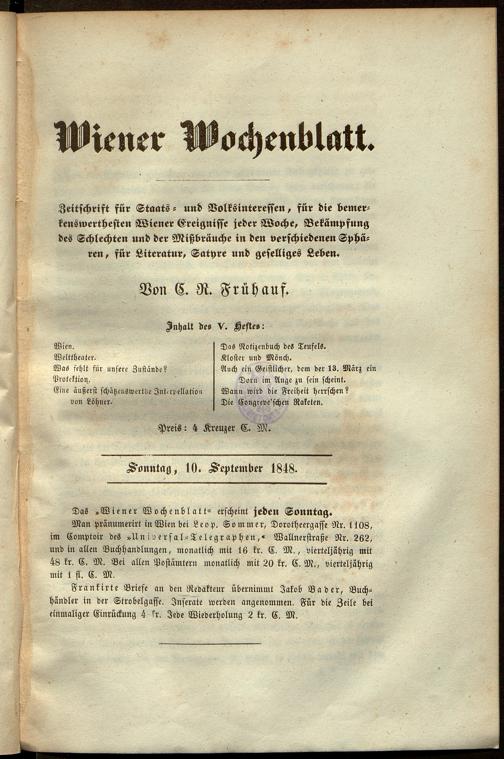 Wiener Wochenblatt.
Zeitschrift für Staats- und Volksinteressen, für die bemer-
kenswerthesten Wiener Ereignisse jeder Woche, Bekämpfung
des Schlechten und der Mißbräuche in den verschiedenen Sphä-
ren, für Literatur, Satyre und geselliges Leben.
Von C. R. Frühauf.
Inhalt des V. Heftes:
Wien.
Welttheater.
Was fehlt für unsere Zustände?
Protektion.
Eine äußerst schätzenswerthe Interpellation
von Löhner.
Das Notizenbuch des Teufels.
Kloster und Mönch.
Auch ein Geistlicher, dem der 13. März ein
Dorn im Auge zu sein scheint.
Wann wird die Freiheit herrschen?
Die Congreve'schen Raketen.
Preis: 4 Kreuzer C. M.
Sonntag, 10. September 1848.
Das „Wiener Wochenblatt" erscheint jeden Sonntag.
Man pränumerirt in Wien bei Leop. Sommer, Dorotheergasse Nr. 1108,
im Comptoir des „Universal-Telegraphen," Wallnerstraße Nr. 262,
und in allen Buchhandlungen, monatlich mit 16 kr. C. M., vierteljährig mit
48 kr. C. M. Bei allen Postämtern monatlich mit 20 kr. C. M., vierteljährig
mit 1 fl. C. M.
Frankirte Briefe an den Redakteur übernimmt Jakob Bader, Buch-
händler in der Strobelgasse. Inserate werden angenommen. Für die Zeile bei
einmaliger Einrückung 4 kr. Jede Wiederholung 2 kr. C. M.